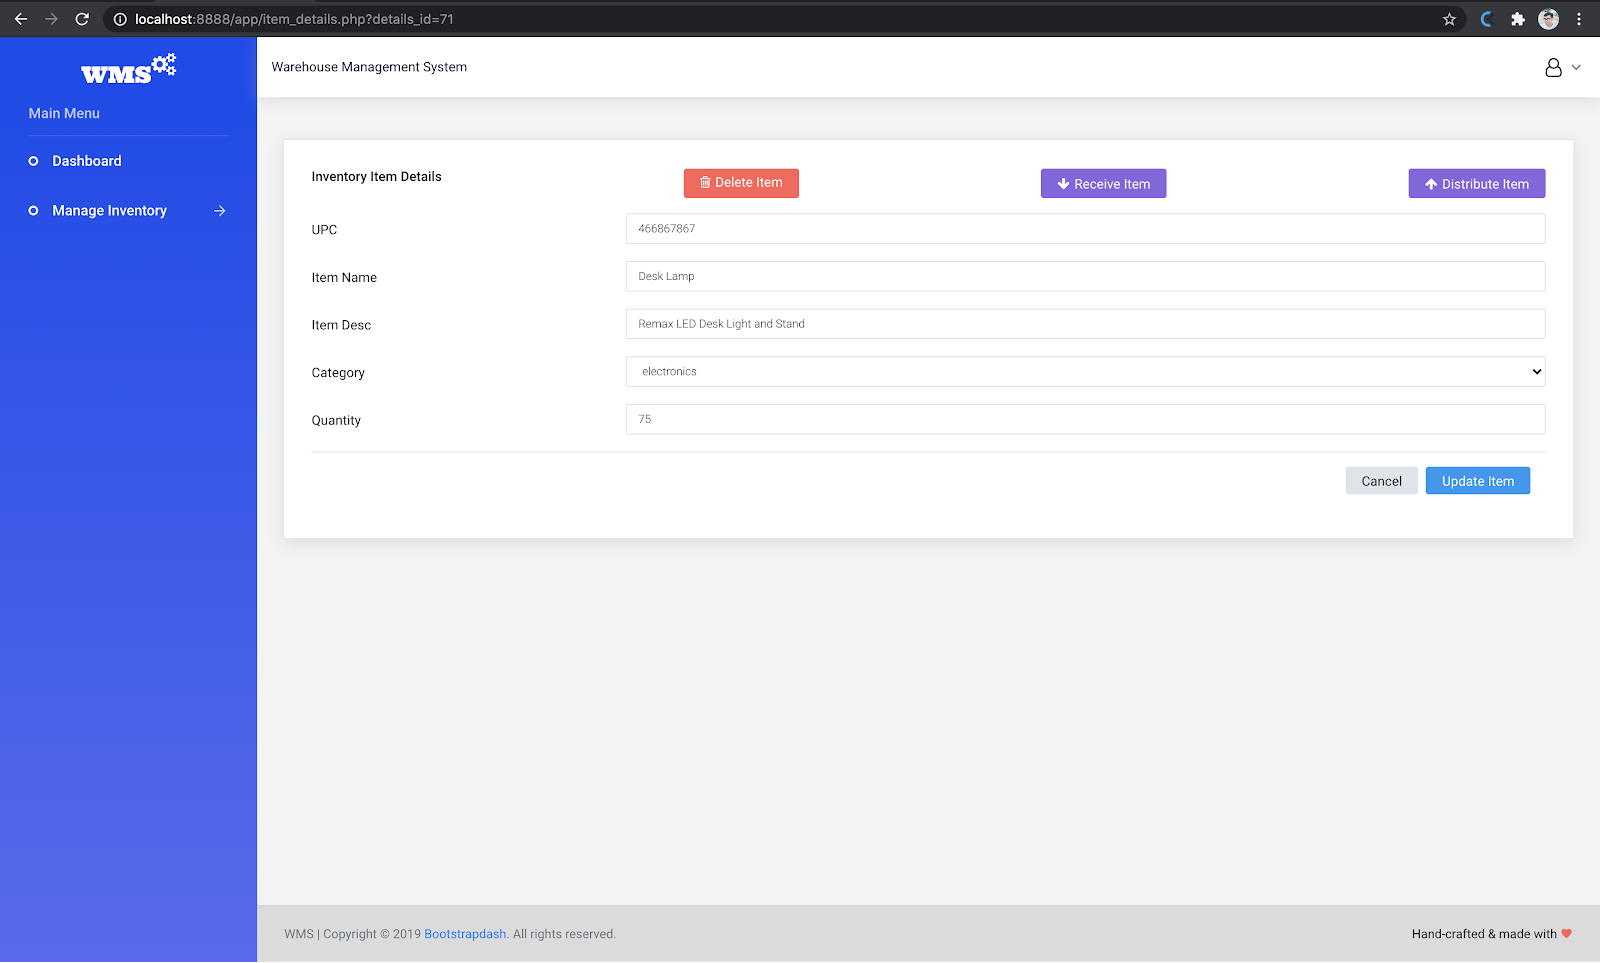 localhost:8888/app/item_details.php?details_id=71
WMS
Warehouse Management System
Main Menu
Dashboard
Manage Inventory
Inventory Item Details
Delete Item
Receive Item
Distribute Item
UPC
466867867
Item Name
Desk Lamp
Item Desc
Remax LED Desk Light and Stand
Category
electronics
Quantity
75
Cancel
Update Item
WMS | Copyright © 2019 Bootstrapdash. All rights reserved.
Hand-crafted & made with